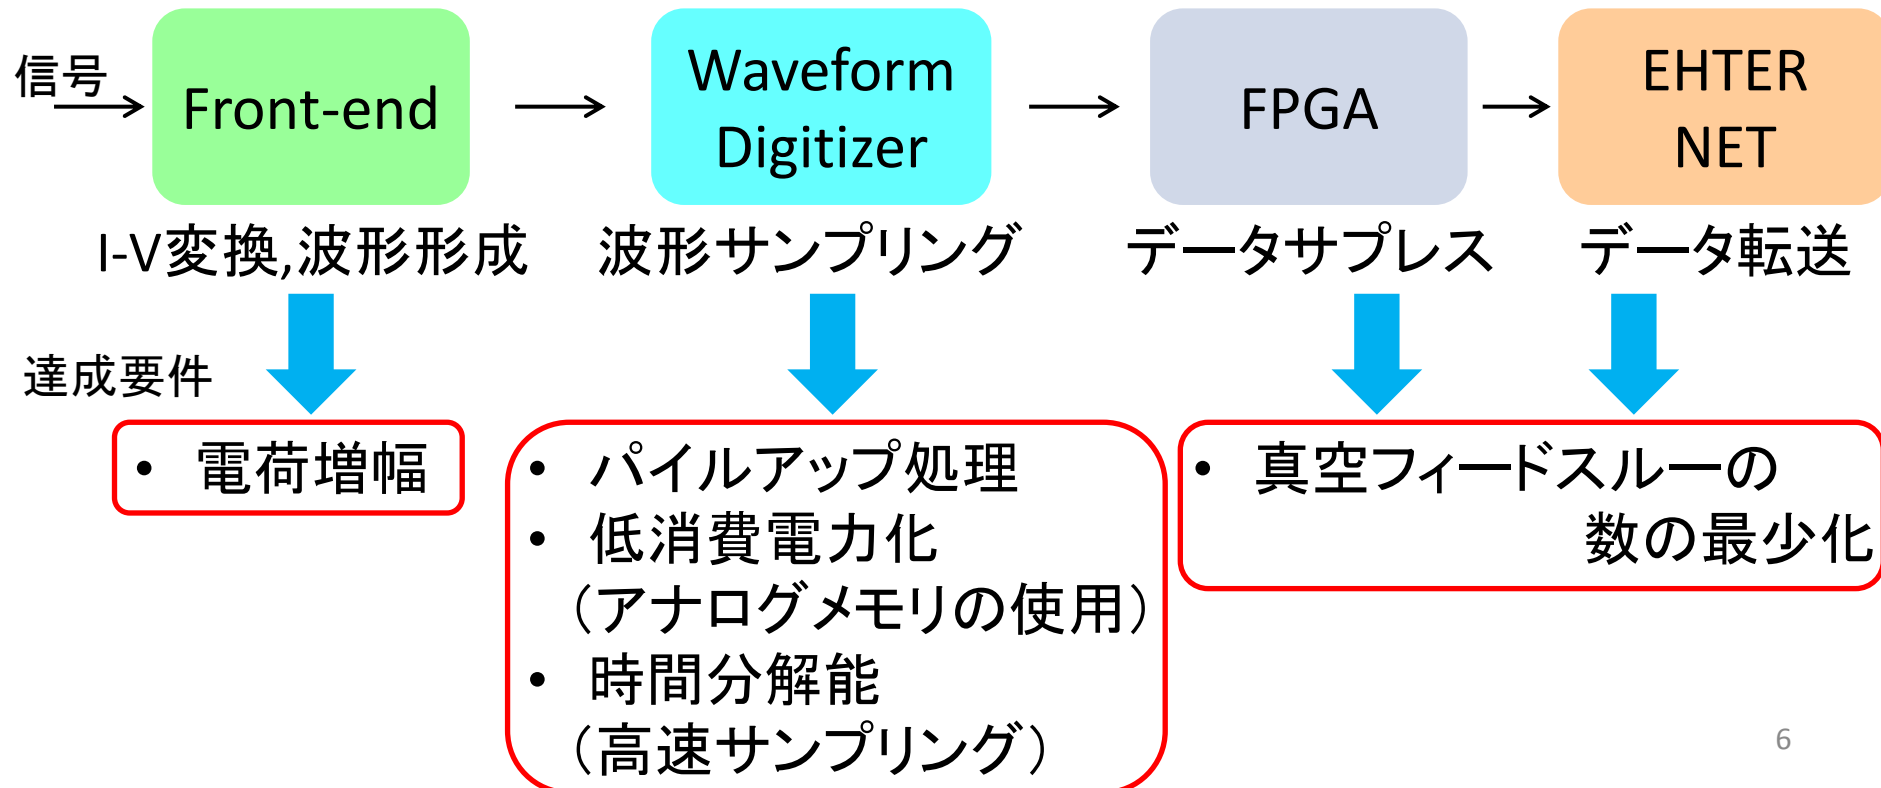 信号
Front-end
Waveform
Digitizer
FPGA
EHTER
NET
I-V変換,波形形成
波形サンプリング
データサプレス
データ転送
達成要件
• 電荷増幅
• パイルアップ処理
• 低消費電力化
（アナログメモリの使用）
• 時間分解能
（高速サンプリング）
• 真空フィードスルーの
数の最少化
6